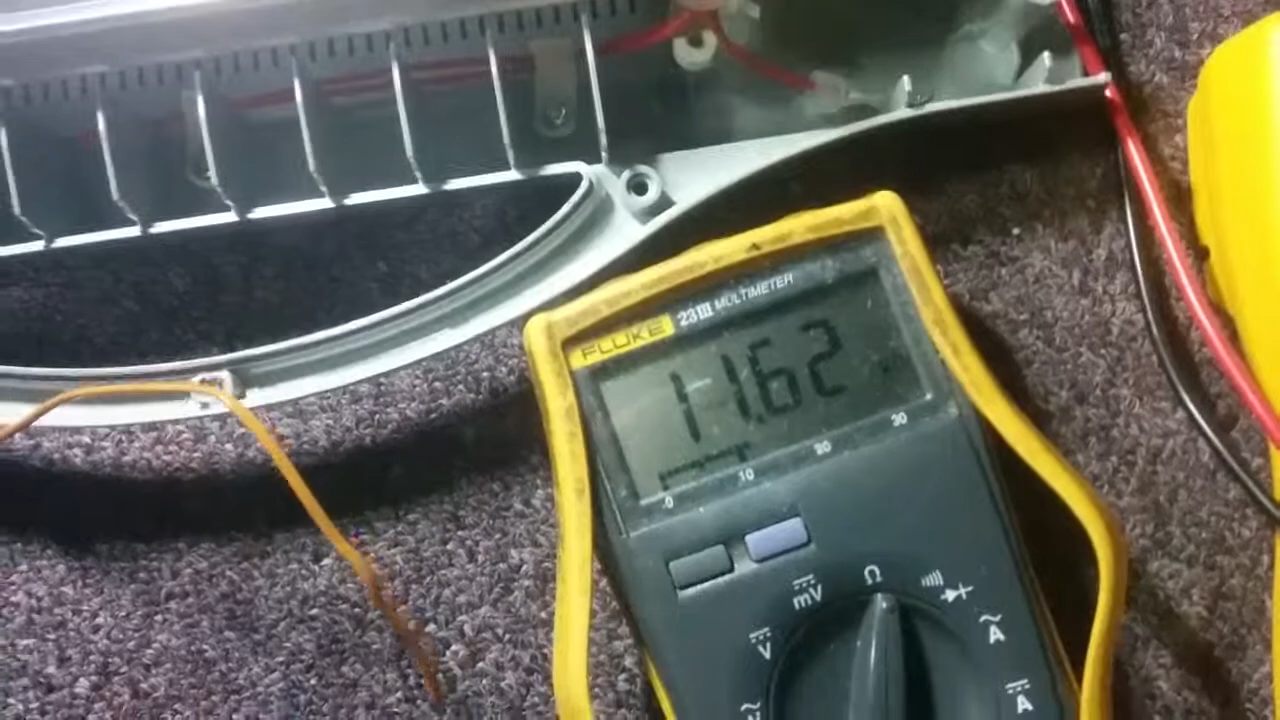 FLUKE 23III MULTIMETER
11.62
0 10 20 30
mV Ω
V A
A